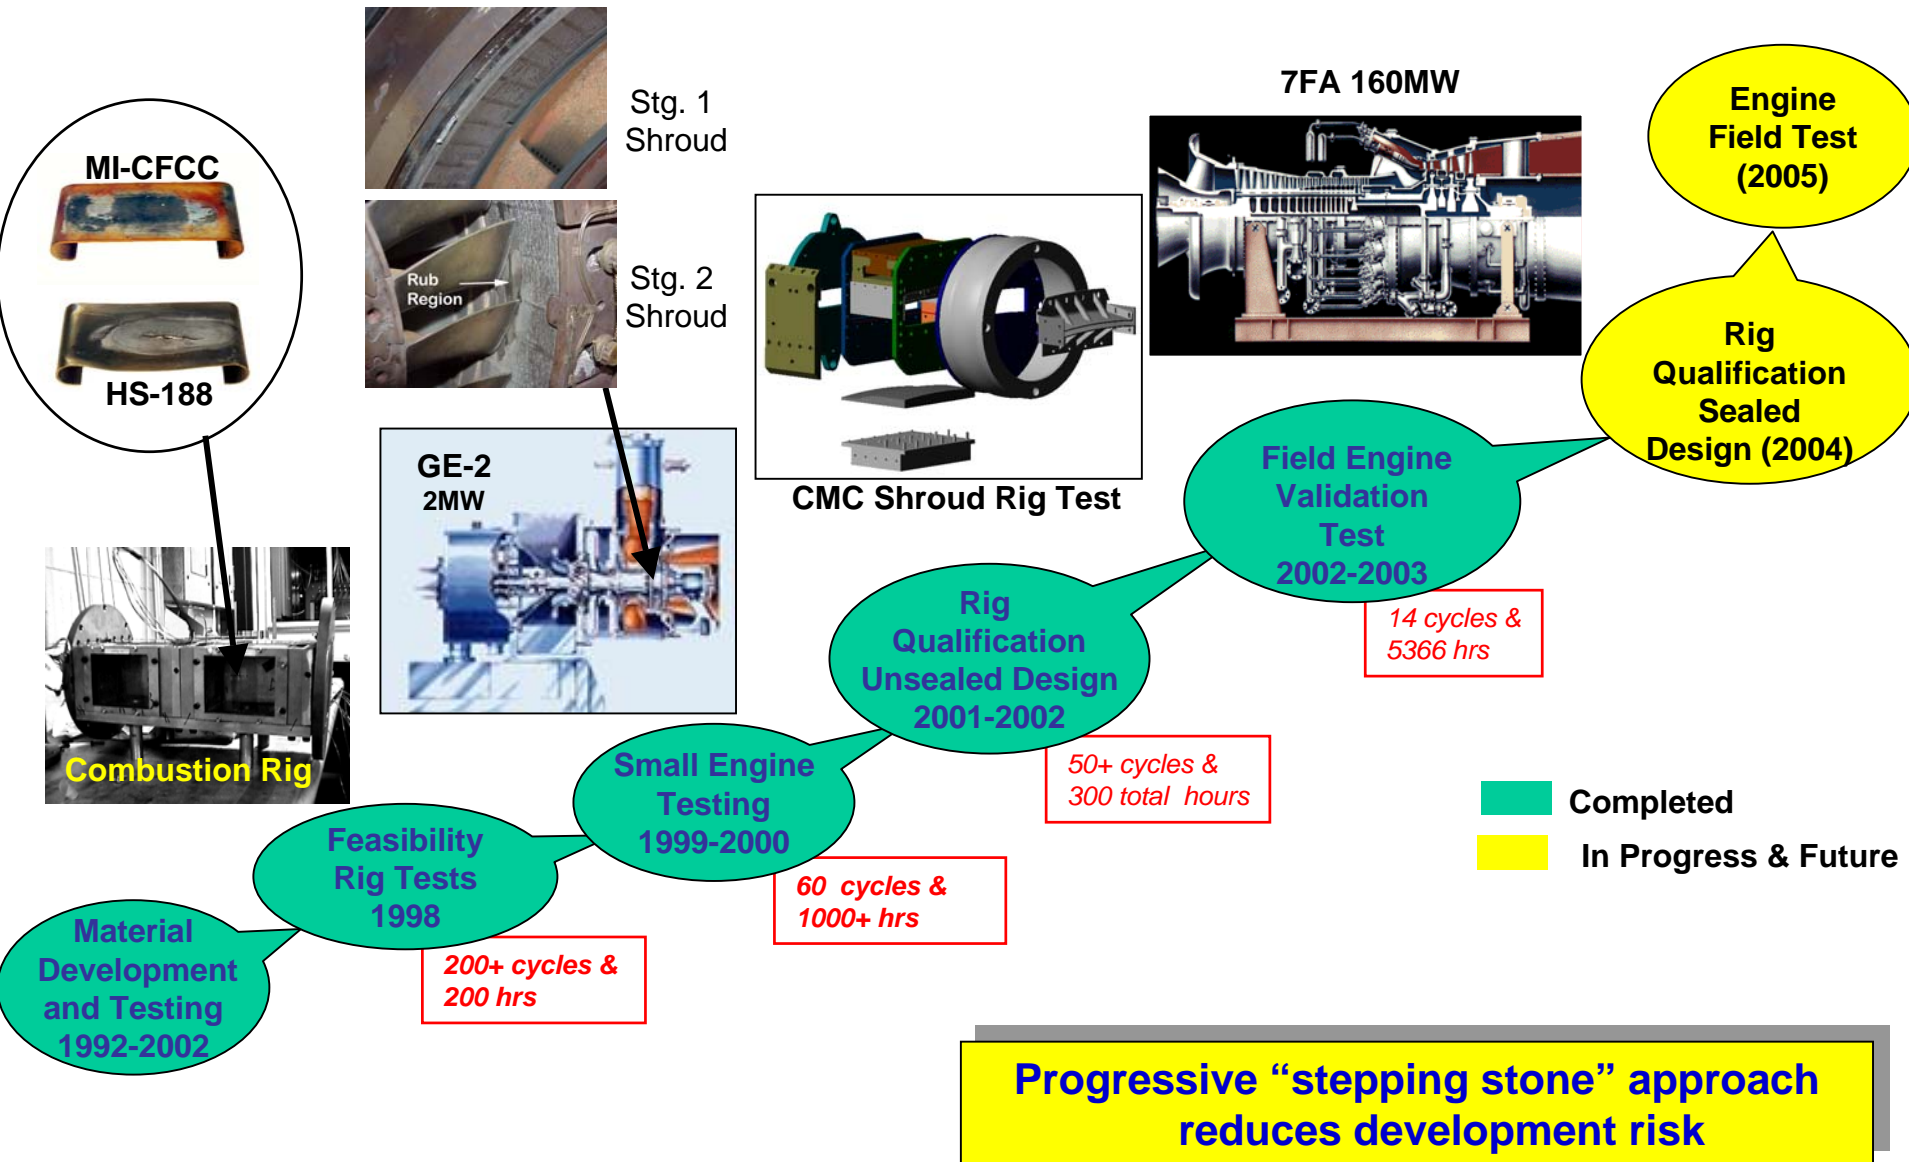 MI-CFCC
HS-188
Combustion Rig
Stg. 1
Shroud
Rub
Region
Stg. 2
Shroud
GE-2
2MW
CMC Shroud Rig Test
7FA 160MW
Engine
Field Test
(2005)
Rig
Qualification
Sealed
Design (2004)
Field Engine
Validation
Test
2002-2003
14 cycles &
5366 hrs
Rig
Qualification
Unsealed Design
2001-2002
50+ cycles &
300 total hours
Small Engine
Testing
1999-2000
60 cycles &
1000+ hrs
Feasibility
Rig Tests
1998
200+ cycles &
200 hrs
Material
Development
and Testing
1992-2002
Completed
In Progress & Future
Progressive “stepping stone” approach
reduces development risk